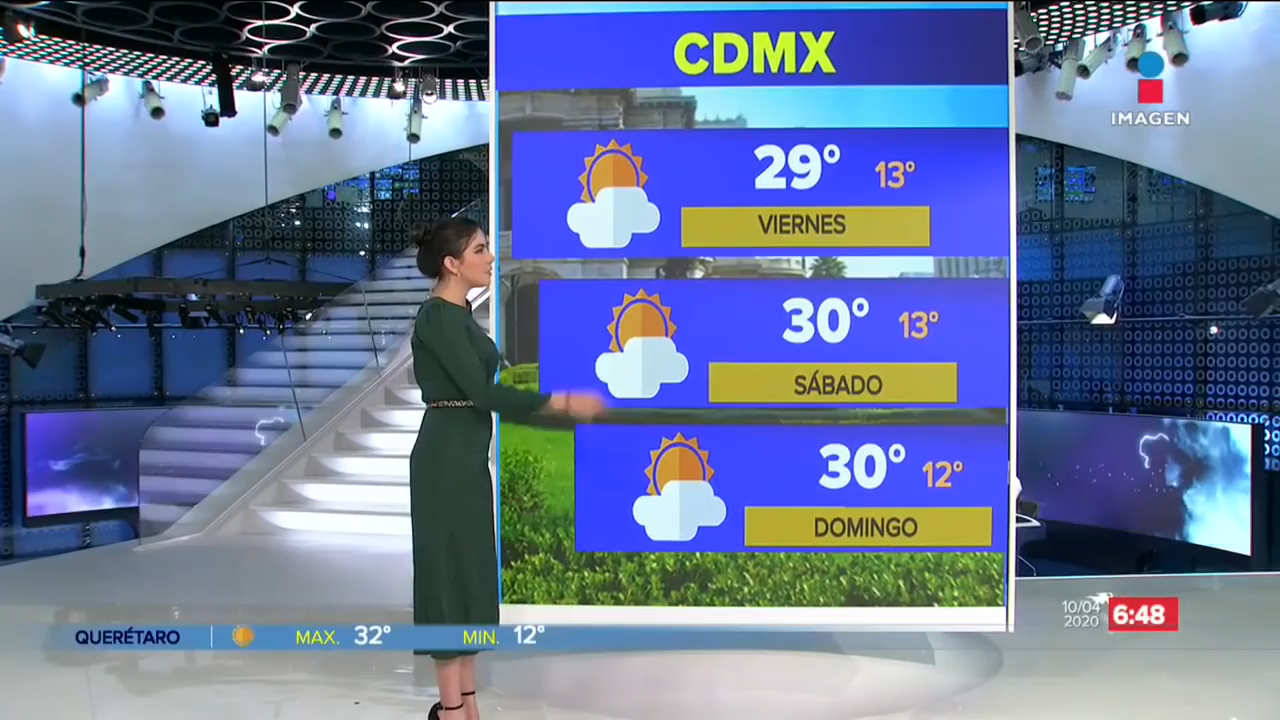 CDMX
IMAGEN
29° 13°
VIERNES
30° 13°
SÁBADO
30° 12°
DOMINGO
10/04
2020
6:48
QUERÉTARO MAX. 32° MIN. 12°